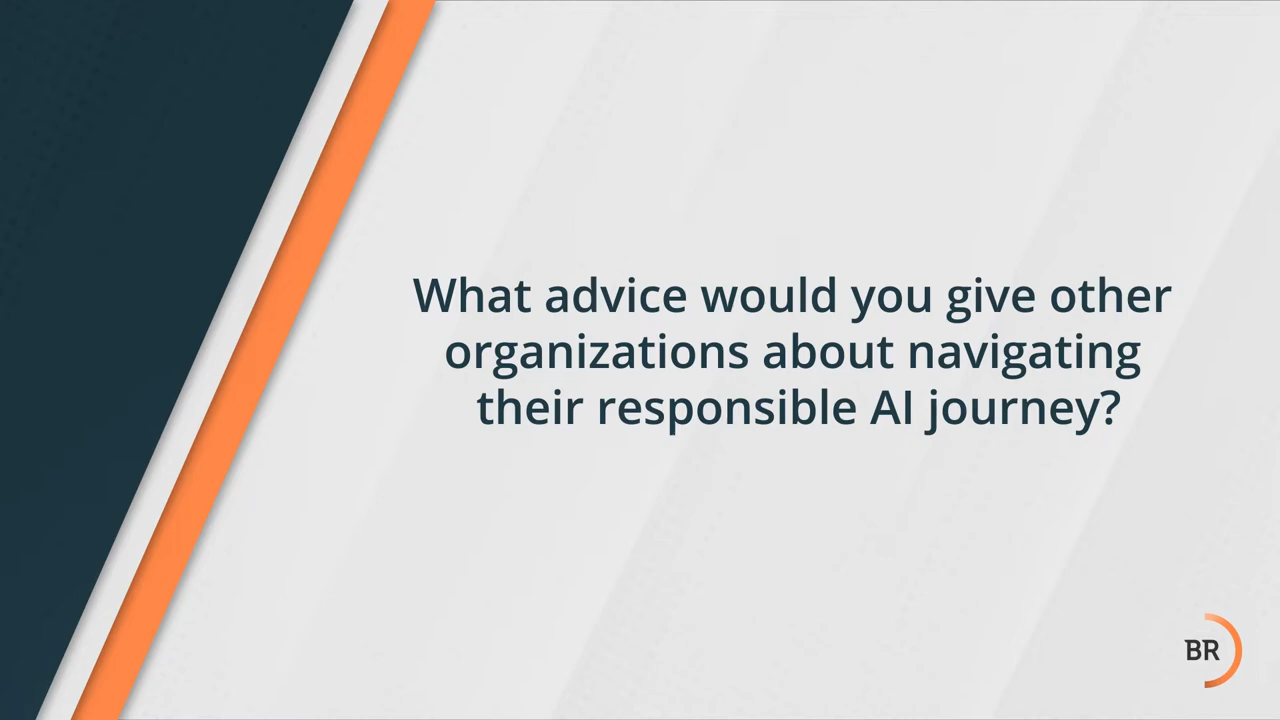 What advice would you give other
organizations about navigating
their responsible AI journey?
BR